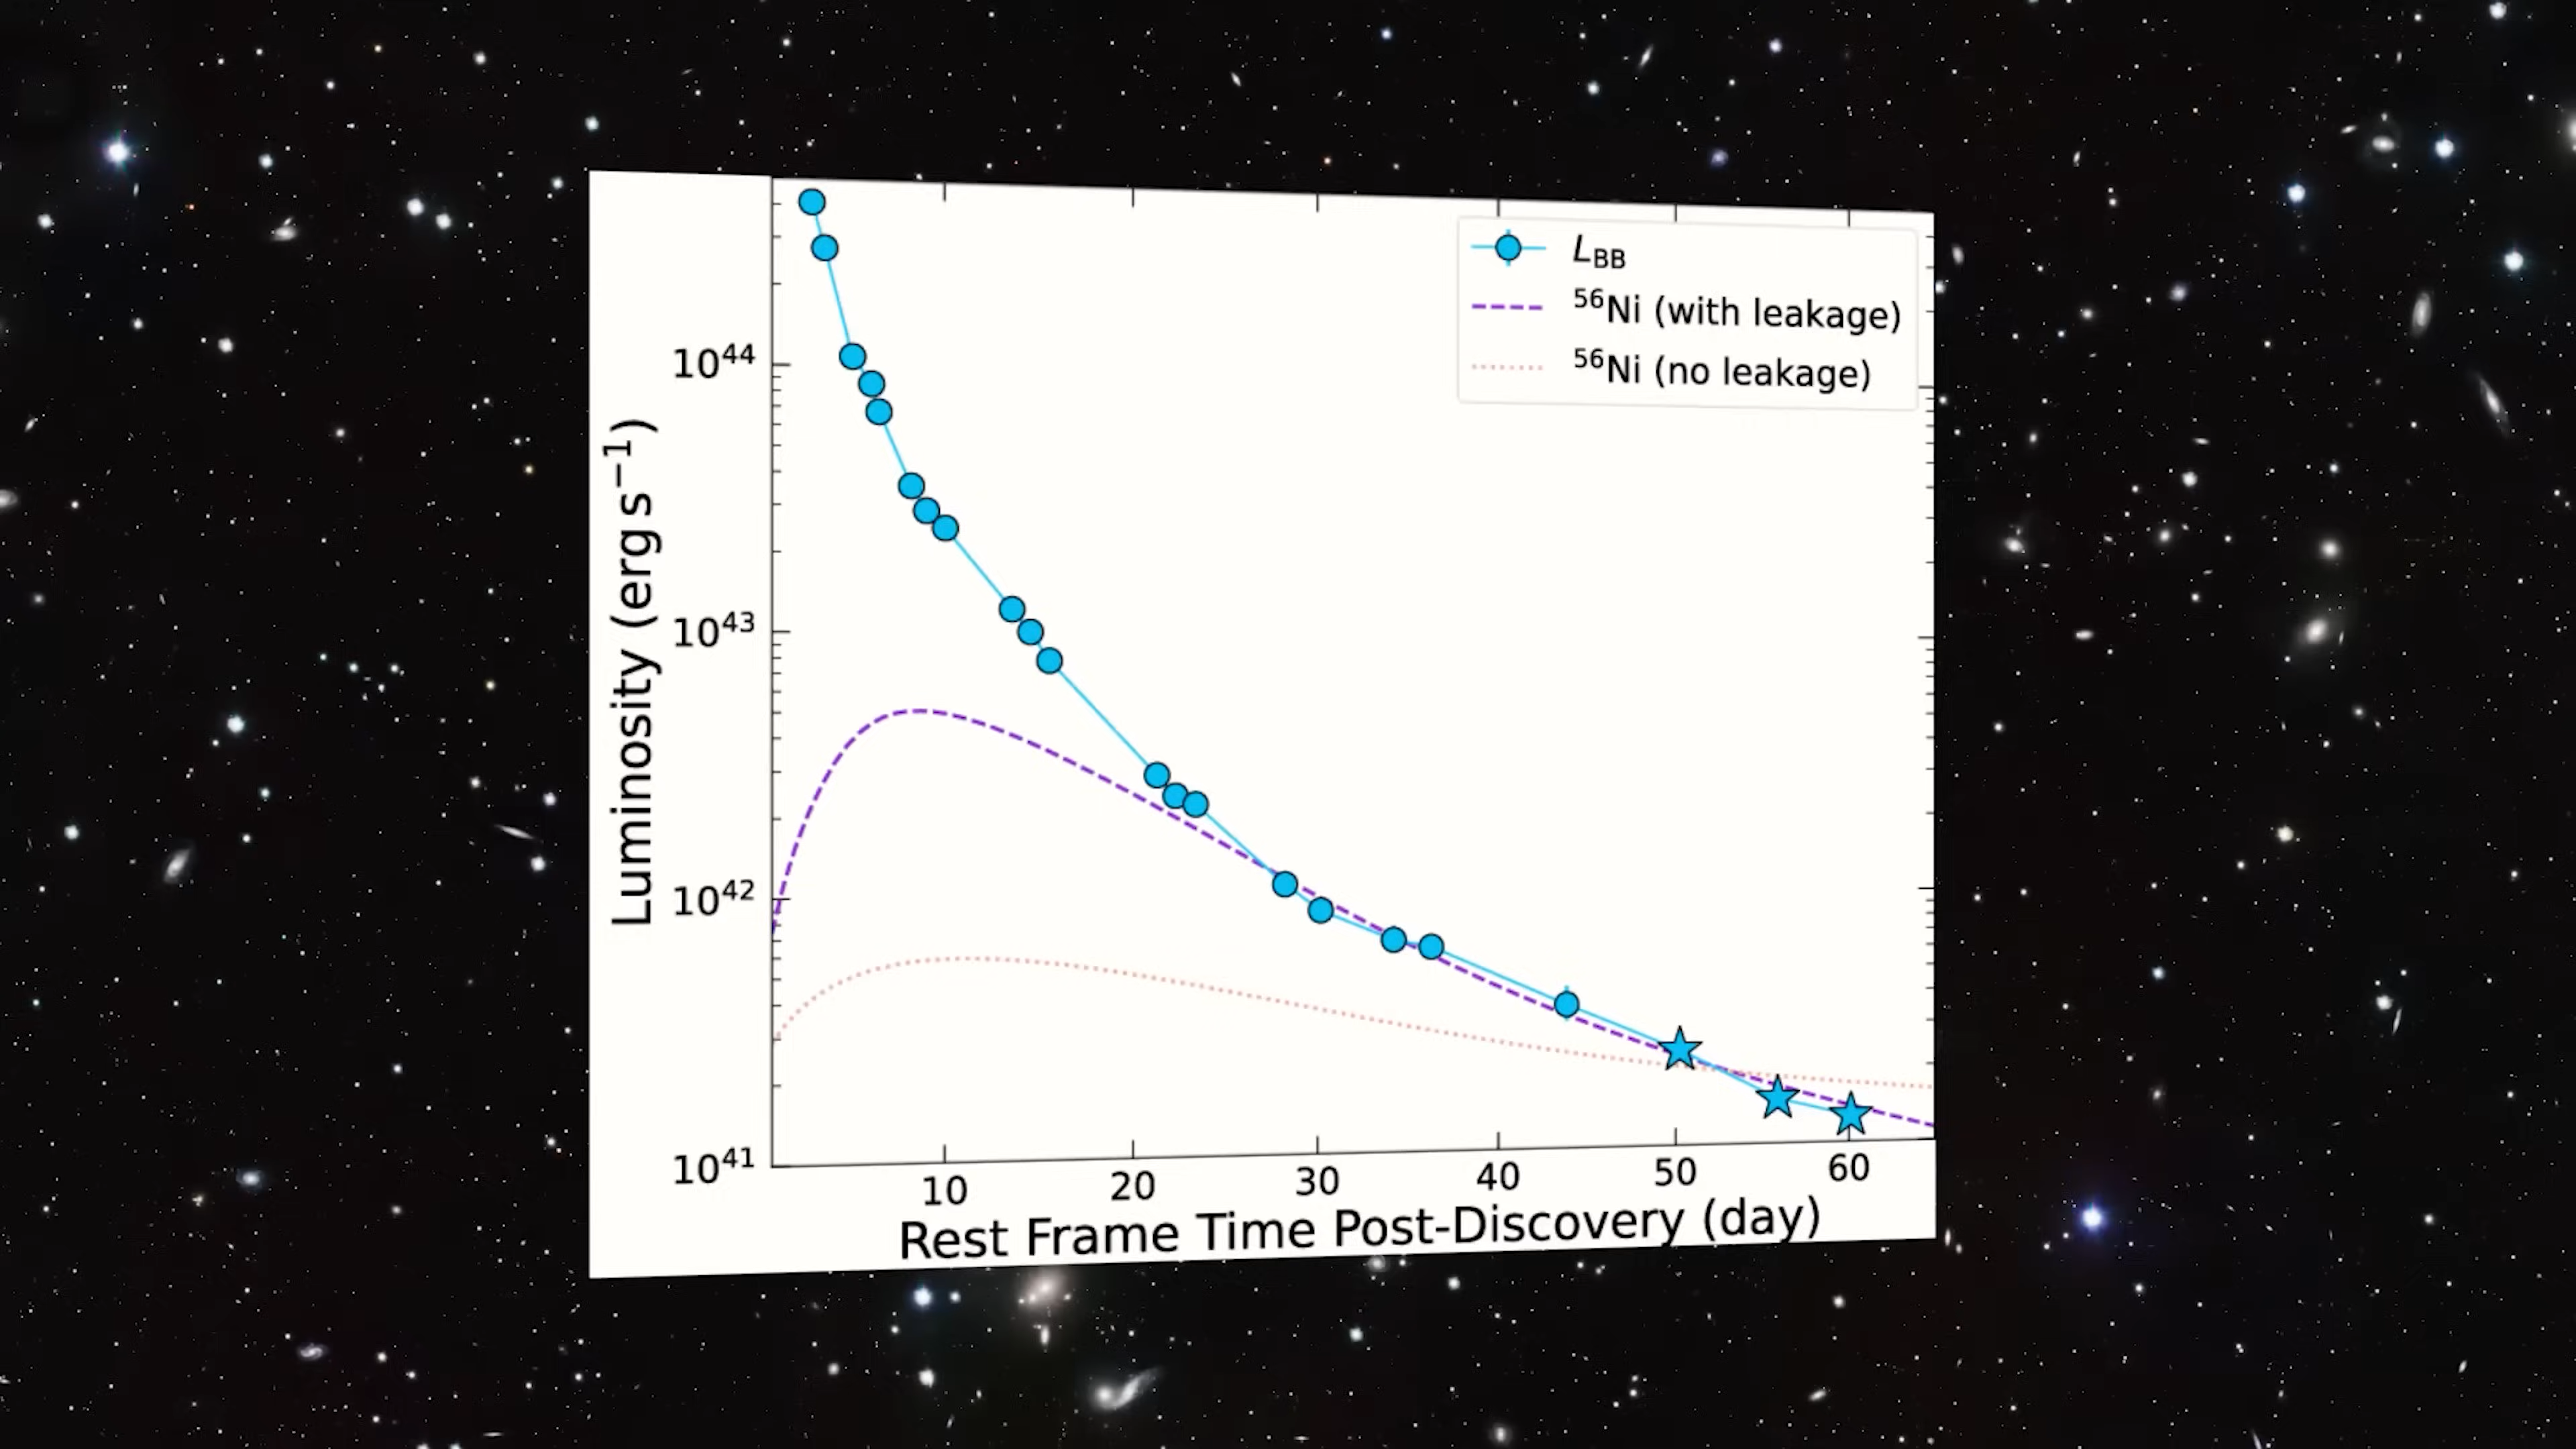 L_BB
⁵⁶Ni (with leakage)
⁵⁶Ni (no leakage)
Luminosity (erg s⁻¹)
10⁴⁴
10⁴³
10⁴²
10⁴¹
10 20 30 40 50 60
Rest Frame Time Post-Discovery (day)